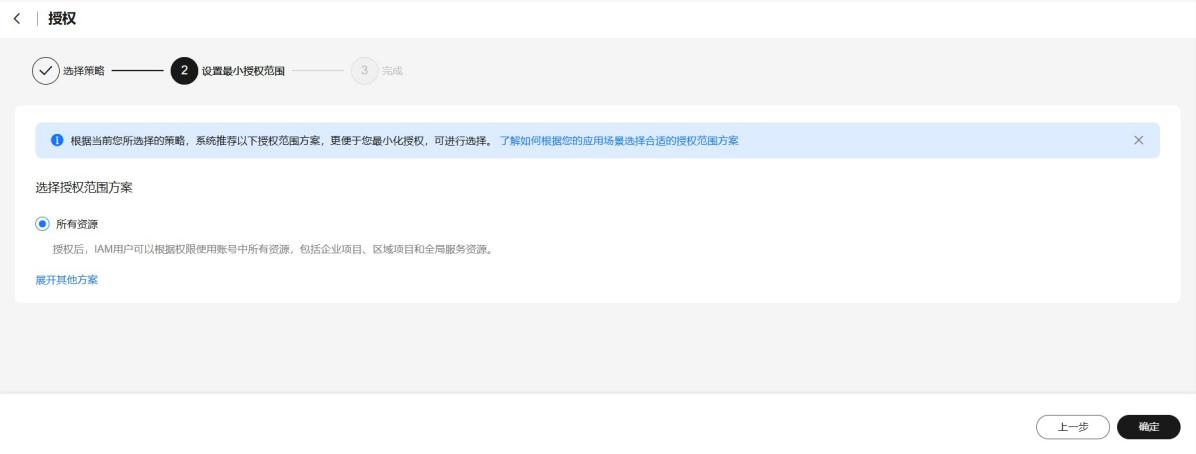 授权
选择策略 2 设置最小授权范围 3 完成
根据当前您所选择的策略，系统推荐以下授权范围方案，更便于您最小化授权，可进行选择。 了解如何根据您的应用场景选择合适的授权范围方案
选择授权范围方案
所有资源
授权后，IAM用户可以根据权限使用账号中所有资源，包括企业项目、区域项目和全局服务资源。
展开其他方案
上一步 确定